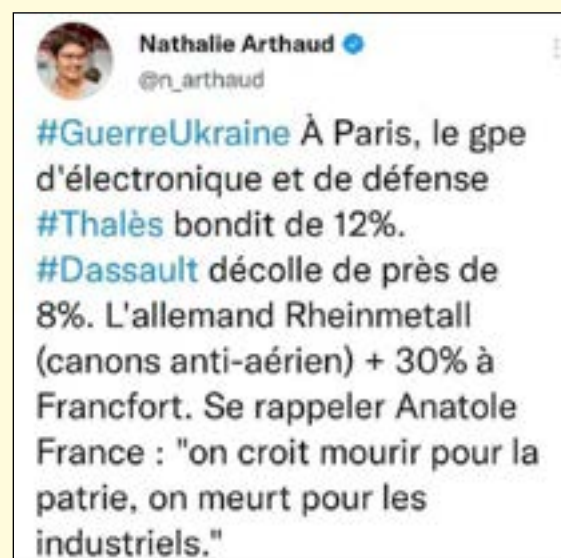 Nathalie Arthaud
@n_arthaud
#GuerreUkraine À Paris, le gpe
d'électronique et de défense
#Thalès bondit de 12%.
#Dassault décolle de près de
8%. L'allemand Rheinmetall
(canons anti-aérien) + 30% à
Francfort. Se rappeler Anatole
France : "on croit mourir pour la
patrie, on meurt pour les
industriels."